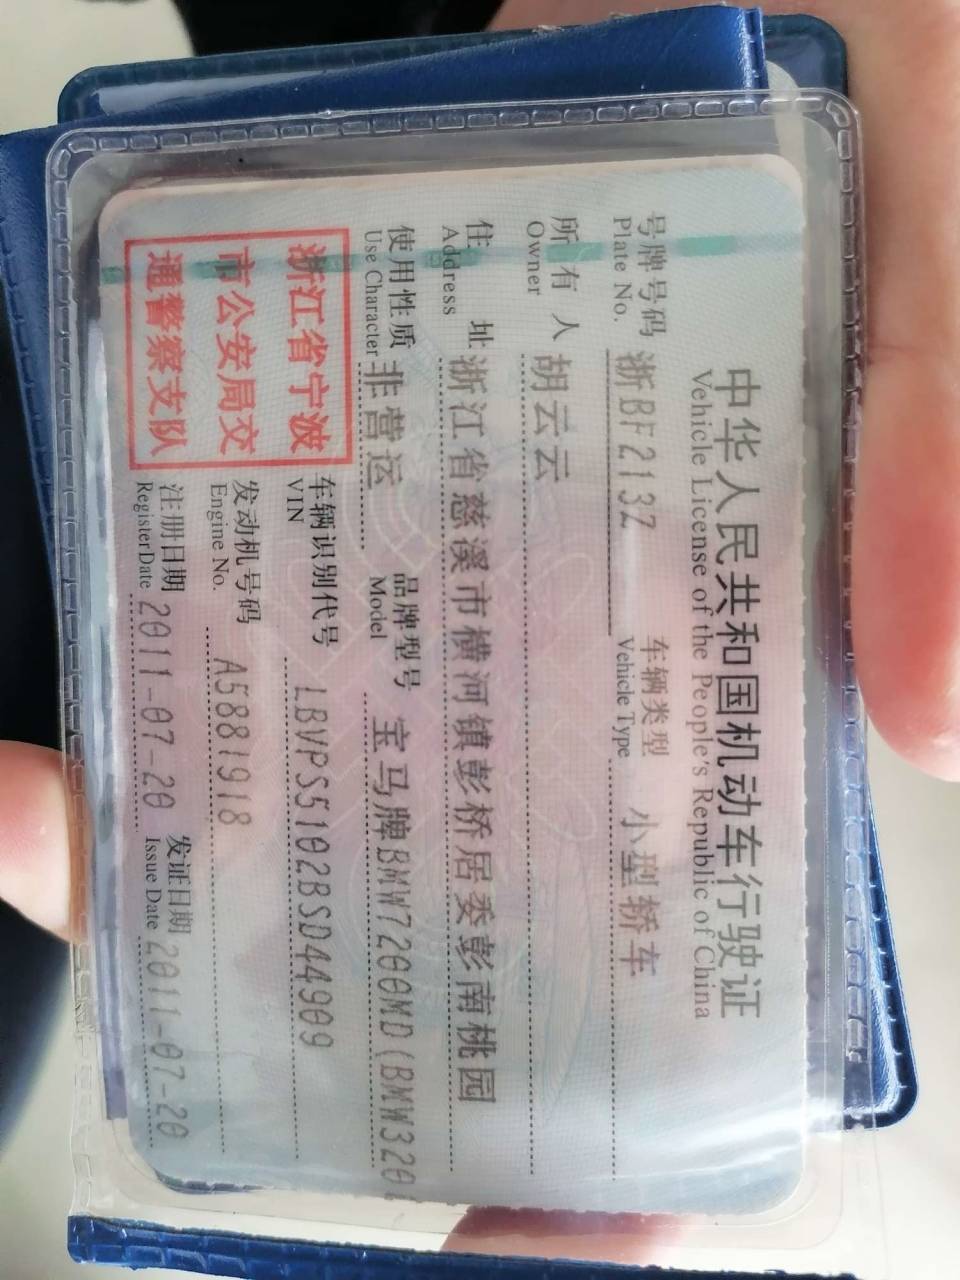 中华人民共和国机动车行驶证
Vehicle License of the People's Republic of China
号牌号码 浙BF213Z 车辆类型 小型轿车
Plate No. Vehicle Type
所有人 胡云云
Owner
住址 浙江省慈溪市横河镇彭桥居委彭南桃园
Address
使用性质 非营运 品牌型号 宝马牌BMW7200MD(BMW320
Use Character Model
浙江省宁波
市公安局交
通警察支队
车辆识别代号 LBVPS5102BSD44909
VIN
发动机号码 A5881918
Engine No.
注册日期 2011-07-20 发证日期 2011-07-20
Register Date Issue Date